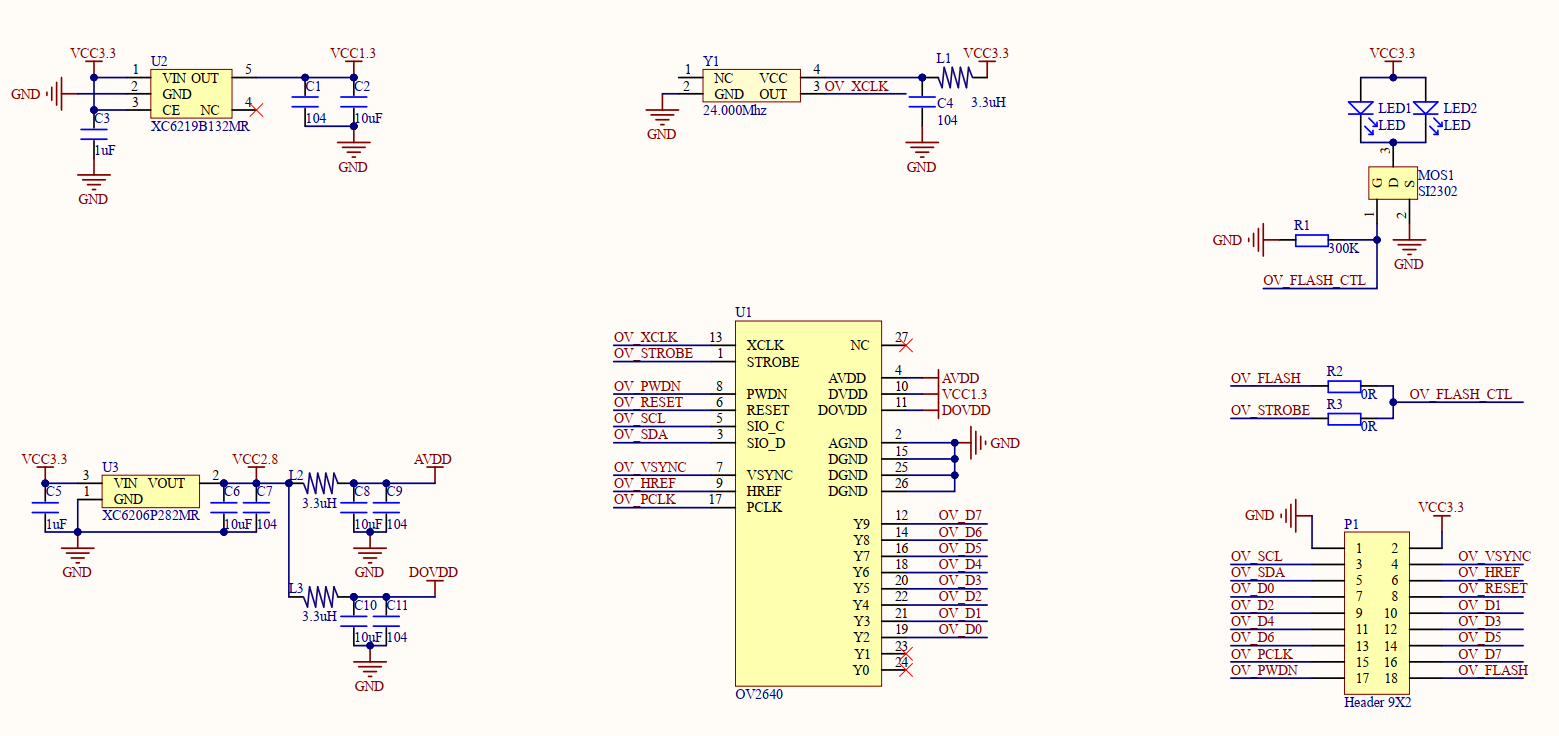 VCC3.3
U2
VCC1.3
1 VIN OUT 5
GND 2 GND
3 CE NC 4
XC6219B132MR
C3
1uF
GND
C1
104
C2
10uF
GND
Y1
1 NC VCC 4
2 GND OUT 3 OV_XCLK
24.000Mhz
GND
L1
VCC3.3
3.3uH
C4
104
GND
VCC3.3
LED1
LED
LED2
LED
3
G D S
MOS1
SI2302
1 2
R1
GND
300K
GND
OV_FLASH_CTL
U1
OV_XCLK 13 XCLK
OV_STROBE 1 STROBE
OV_PWDN 8 PWDN
OV_RESET 6 RESET
OV_SCL 5 SIO_C
OV_SDA 3 SIO_D
OV_VSYNC 7 VSYNC
OV_HREF 9 HREF
OV_PCLK 17 PCLK
NC 27
AVDD 4 AVDD
DVDD 10 VCC1.3
DOVDD 11 DOVDD
AGND 2 GND
DGND 15
DGND 25
DGND 26
Y9 12 OV_D7
Y8 14 OV_D6
Y7 16 OV_D5
Y6 18 OV_D4
Y5 20 OV_D3
Y4 22 OV_D2
Y3 21 OV_D1
Y2 19 OV_D0
Y1 23
Y0 24
OV2640
OV_FLASH R2
0R
OV_FLASH_CTL
OV_STROBE R3
0R
VCC3.3
U3
VCC2.8
3 VIN VOUT 2
1 GND
XC6206P282MR
C5
1uF
GND
C6
10uF
C7
104
L2
3.3uH
AVDD
C8
10uF
C9
104
GND
L3
3.3uH
DOVDD
C10
10uF
C11
104
GND
GND
P1
VCC3.3
1 2
OV_SCL 3 4 OV_VSYNC
OV_SDA 5 6 OV_HREF
OV_D0 7 8 OV_RESET
OV_D2 9 10 OV_D1
OV_D4 11 12 OV_D3
OV_D6 13 14 OV_D5
OV_PCLK 15 16 OV_D7
OV_PWDN 17 18 OV_FLASH
Header 9X2